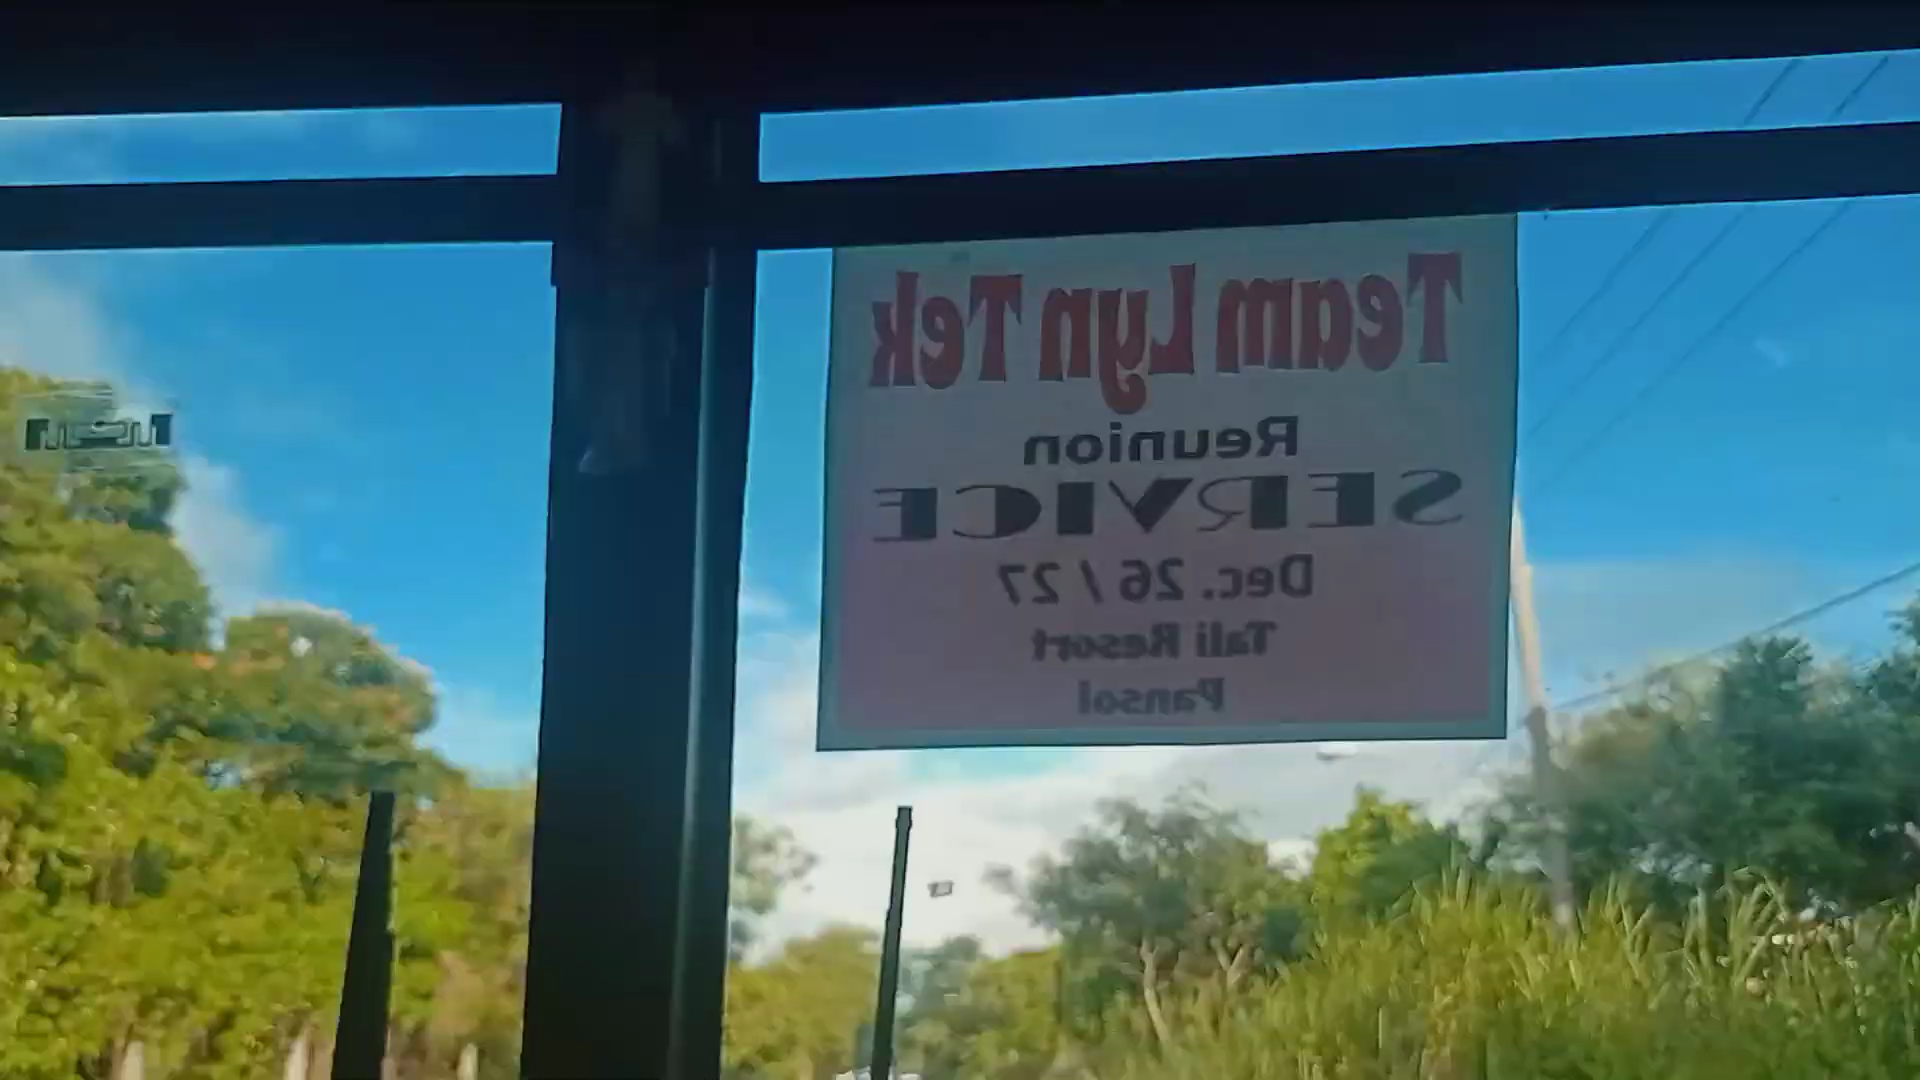 Team Lyn Tek
Reunion
SERVICE
Dec. 26 / 27
Tali Resort
Pansol